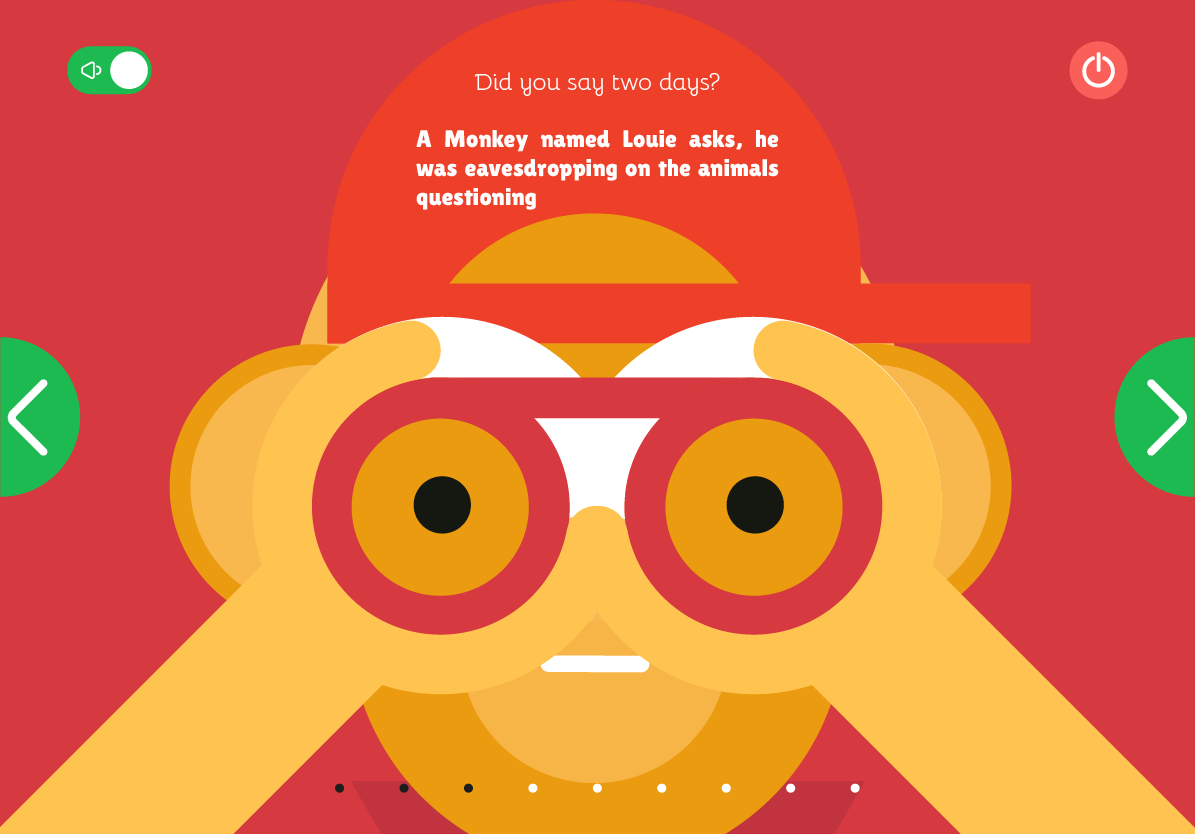 Did you say two days?
A Monkey named Louie asks, he
was eavesdropping on the animals
questioning